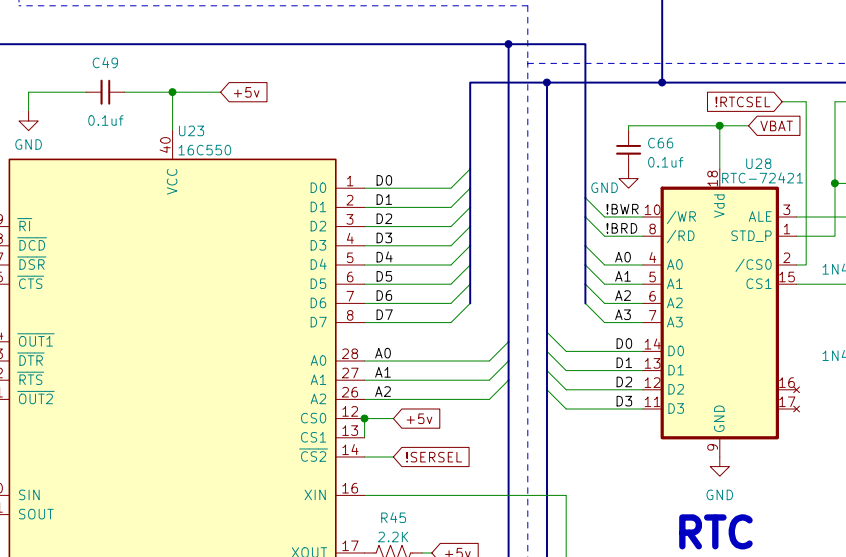 C49
+5v
0.1uf
GND
U23
16C550
40
VCC
D0 1 D0
D1 2 D1
D2 3 D2
D3 4 D3
D4 5 D4
D5 6 D5
D6 7 D6
D7 8 D7
RI
DCD
DSR
CTS
OUT1
DTR
RTS
OUT2
A0 28 A0
A1 27 A1
A2 26 A2
CS0 12
+5v
CS1 13
CS2 14
!SERSEL
SIN
SOUT
XIN 16
R45
2.2K
XOUT 17
+5v
!RTCSEL
VBAT
C66
0.1uf
GND
U28
RTC-72421
18
Vdd
!BWR 10 /WR
!BRD 8 /RD
A0 4 A0
A1 5 A1
A2 6 A2
A3 7 A3
D0 14 D0
D1 13 D1
D2 12 D2
D3 11 D3
ALE 3
STD_P 1
/CS0 2
CS1 15
1N4
1N4
16
17
GND
9
GND
RTC